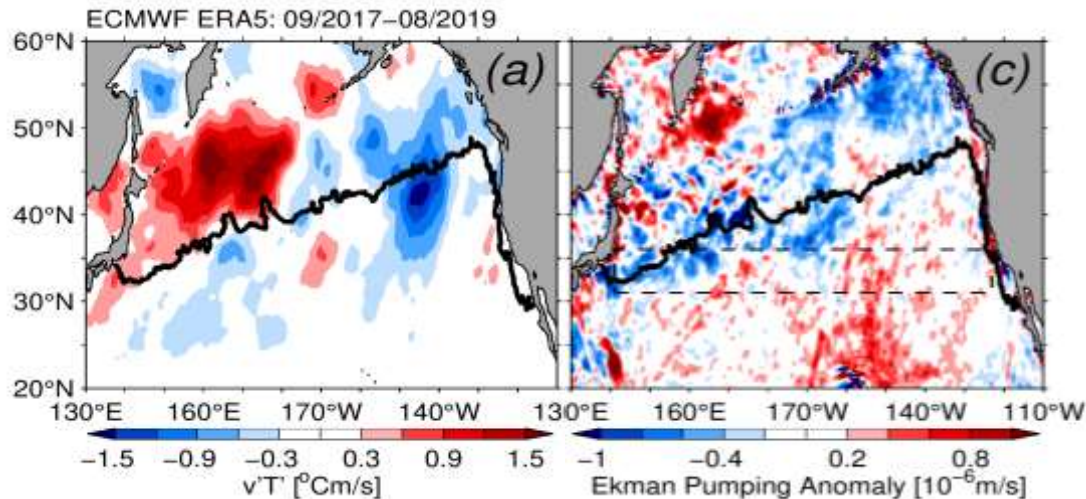 ECMWF ERA5: 09/2017−08/2019
(a)
(c)
60°N
50°N
40°N
30°N
20°N
130°E
160°E
170°W
140°W
130°E
160°E
170°W
140°W
110°W
−1.5 −0.9 −0.3 0.3 0.9 1.5
v'T' [°Cm/s]
−1 −0.4 0.2 0.8
Ekman Pumping Anomaly [10⁻⁶m/s]